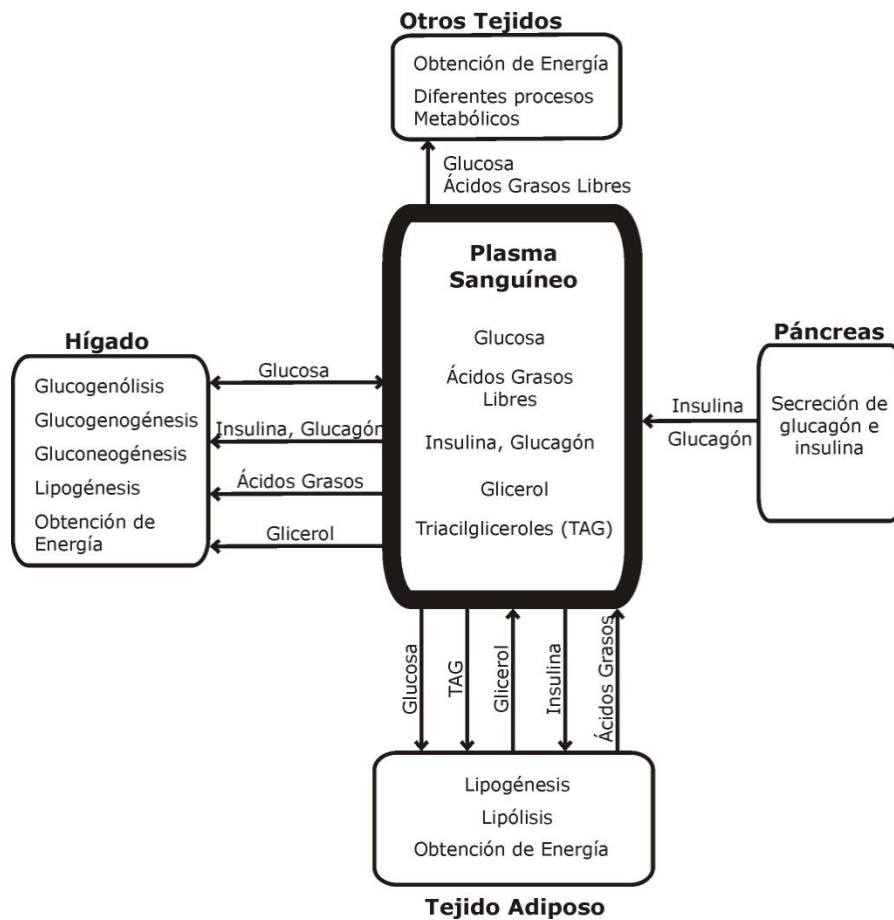 Otros Tejidos
Obtención de Energía
Diferentes procesos
Metabólicos
Glucosa
Ácidos Grasos Libres
Plasma
Sanguíneo
Glucosa
Ácidos Grasos
Libres
Insulina, Glucagón
Glicerol
Triacilgliceroles (TAG)
Hígado
Glucogenólisis
Glucogenogénesis
Gluconeogénesis
Lipogénesis
Obtención de
Energía
Glucosa
Insulina, Glucagón
Ácidos Grasos
Glicerol
Páncreas
Secreción de
glucagón e
insulina
Insulina
Glucagón
Glucosa
TAG
Glicerol
Insulina
Ácidos Grasos
Lipogénesis
Lipólisis
Obtención de Energía
Tejido Adiposo